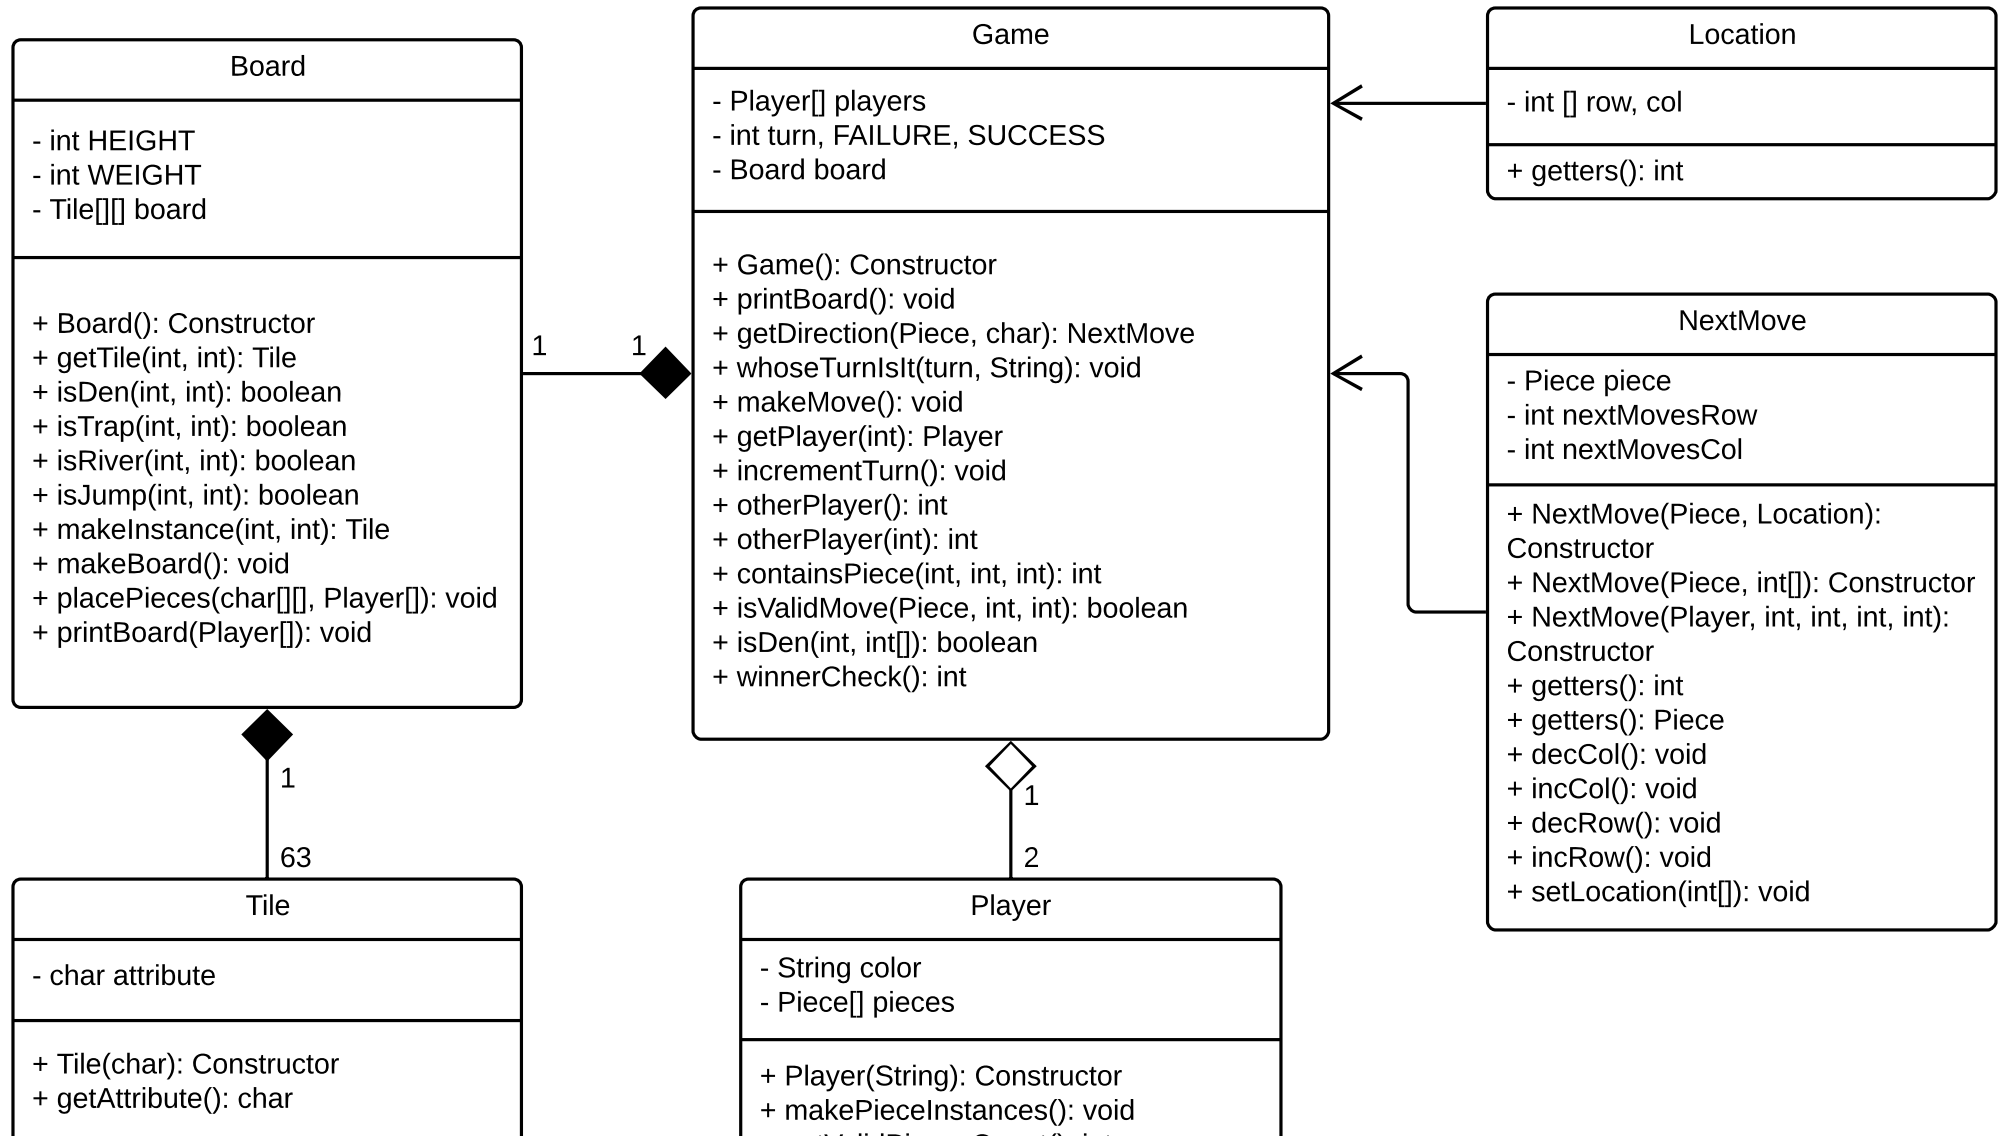 Board
- int HEIGHT
- int WEIGHT
- Tile[][] board
+ Board(): Constructor
+ getTile(int, int): Tile
+ isDen(int, int): boolean
+ isTrap(int, int): boolean
+ isRiver(int, int): boolean
+ isJump(int, int): boolean
+ makeInstance(int, int): Tile
+ makeBoard(): void
+ placePieces(char[][], Player[]): void
+ printBoard(Player[]): void
1
1
Game
- Player[] players
- int turn, FAILURE, SUCCESS
- Board board
+ Game(): Constructor
+ printBoard(): void
+ getDirection(Piece, char): NextMove
+ whoseTurnIsIt(turn, String): void
+ makeMove(): void
+ getPlayer(int): Player
+ incrementTurn(): void
+ otherPlayer(): int
+ otherPlayer(int): int
+ containsPiece(int, int, int): int
+ isValidMove(Piece, int, int): boolean
+ isDen(int, int[]): boolean
+ winnerCheck(): int
Location
- int [] row, col
+ getters(): int
NextMove
- Piece piece
- int nextMovesRow
- int nextMovesCol
+ NextMove(Piece, Location):
Constructor
+ NextMove(Piece, int[]): Constructor
+ NextMove(Player, int, int, int, int):
Constructor
+ getters(): int
+ getters(): Piece
+ decCol(): void
+ incCol(): void
+ decRow(): void
+ incRow(): void
+ setLocation(int[]): void
1
63
Tile
- char attribute
+ Tile(char): Constructor
+ getAttribute(): char
1
2
Player
- String color
- Piece[] pieces
+ Player(String): Constructor
+ makePieceInstances(): void